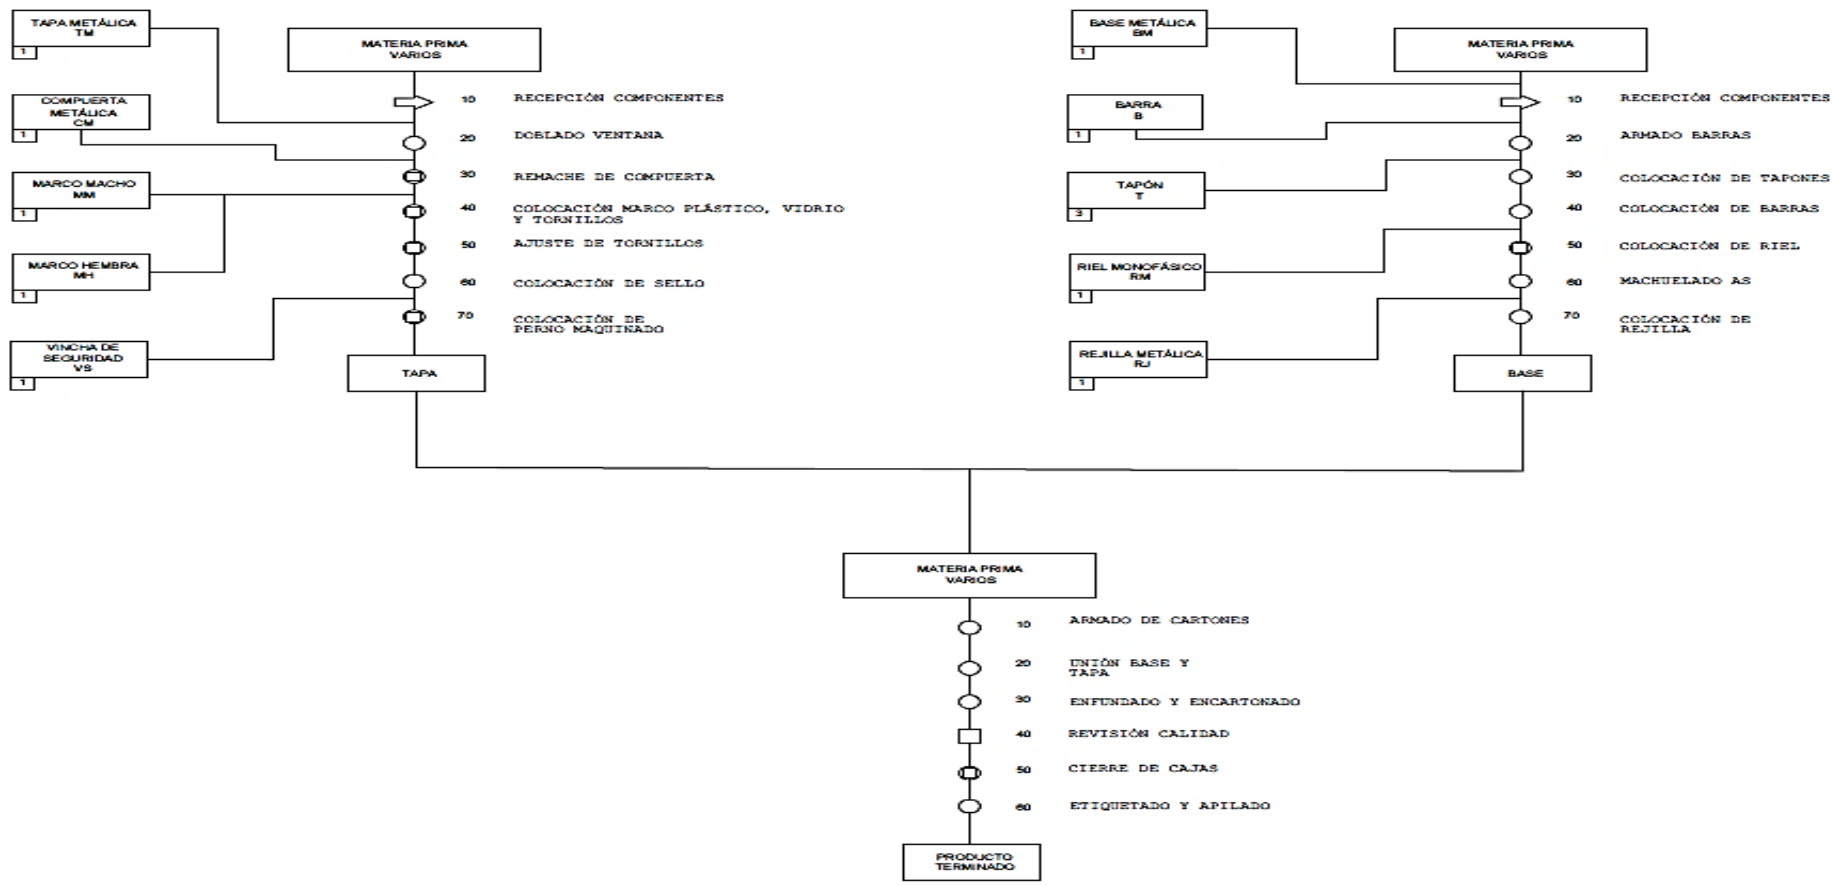 TAPA METÁLICA
TM
1
COMPUERTA
METÁLICA
CM
1
MARCO MACHO
MM
1
MARCO HEMBRA
MH
1
VINCHA DE
SEGURIDAD
VS
1
MATERIA PRIMA
VARIOS
10 RECEPCIÓN COMPONENTES
20 DOBLADO VENTANA
30 REMACHE DE COMPUERTA
40 COLOCACIÓN MARCO PLÁSTICO, VIDRIO
Y TORNILLOS
50 AJUSTE DE TORNILLOS
60 COLOCACIÓN DE SELLO
70 COLOCACIÓN DE
PERNO MAQUINADO
TAPA
BASE METÁLICA
BM
1
BARRA
B
1
TAPÓN
T
3
RIEL MONOFÁSICO
RM
1
REJILLA METÁLICA
RJ
1
MATERIA PRIMA
VARIOS
10 RECEPCIÓN COMPONENTES
20 ARMADO BARRAS
30 COLOCACIÓN DE TAPONES
40 COLOCACIÓN DE BARRAS
50 COLOCACIÓN DE RIEL
60 MACHUELADO AS
70 COLOCACIÓN DE
REJILLA
BASE
MATERIA PRIMA
VARIOS
10 ARMADO DE CARTONES
20 UNIÓN BASE Y
TAPA
30 ENFUNDADO Y ENCARTONADO
40 REVISIÓN CALIDAD
50 CIERRE DE CAJAS
60 ETIQUETADO Y APILADO
PRODUCTO
TERMINADO